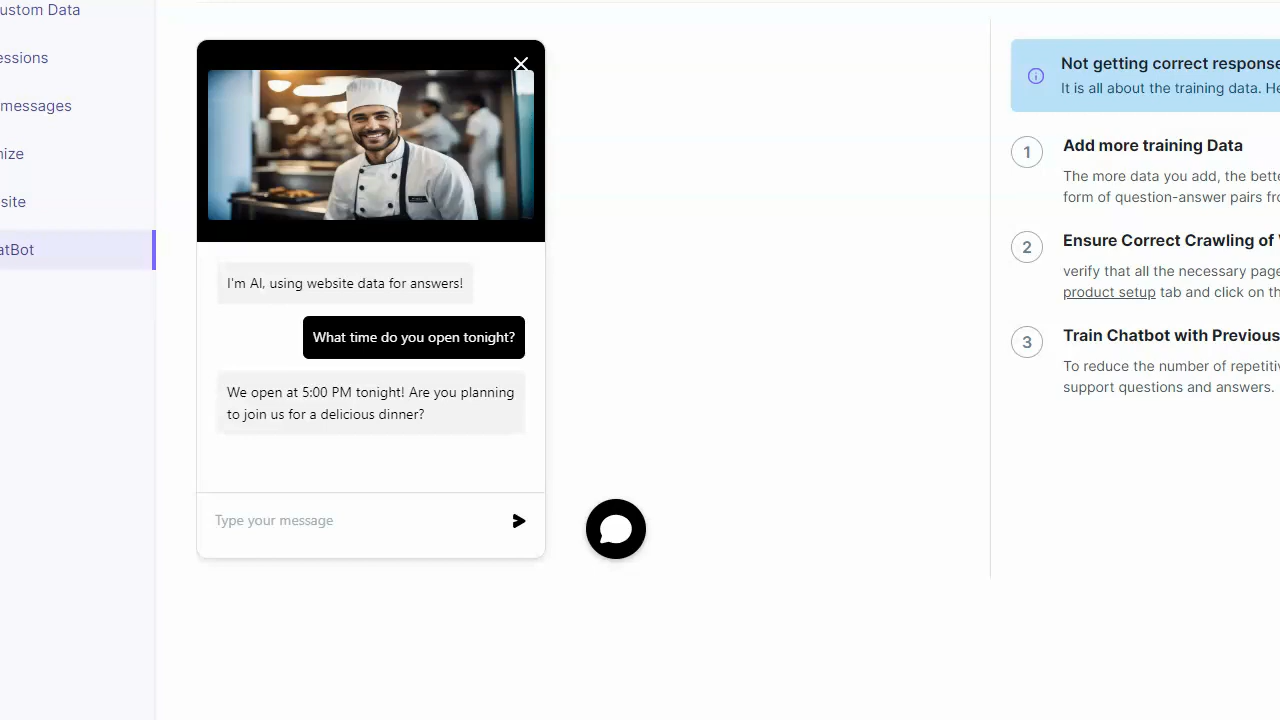 ustom Data
essions
messages
nize
site
atBot
I'm AI, using website data for answers!
What time do you open tonight?
We open at 5:00 PM tonight! Are you planning
to join us for a delicious dinner?
Type your message
Not getting correct response
It is all about the training data. He
1
Add more training Data
The more data you add, the bette
form of question-answer pairs fro
2
Ensure Correct Crawling of
verify that all the necessary page
product setup tab and click on th
3
Train Chatbot with Previous
To reduce the number of repetitiv
support questions and answers.